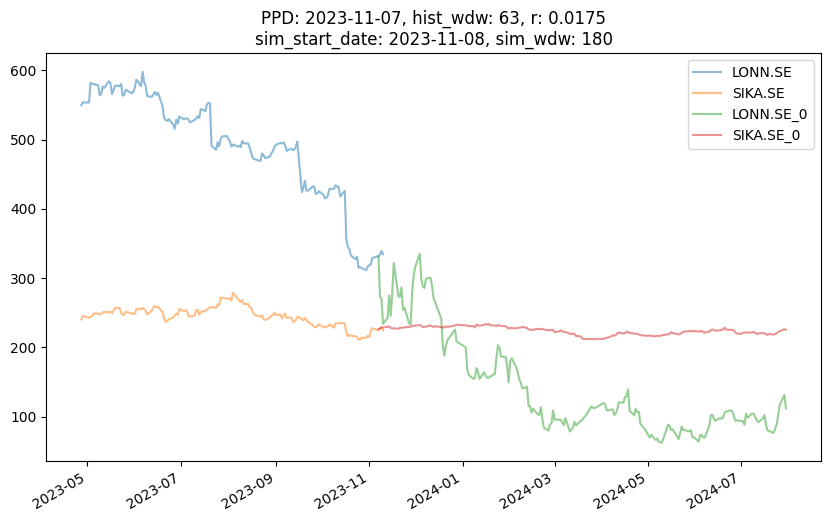 PPD: 2023-11-07, hist_wdw: 63, r: 0.0175
sim_start_date: 2023-11-08, sim_wdw: 180
LONN.SE
SIKA.SE
LONN.SE_0
SIKA.SE_0
600
500
400
300
200
100
2023-05
2023-07
2023-09
2023-11
2024-01
2024-03
2024-05
2024-07